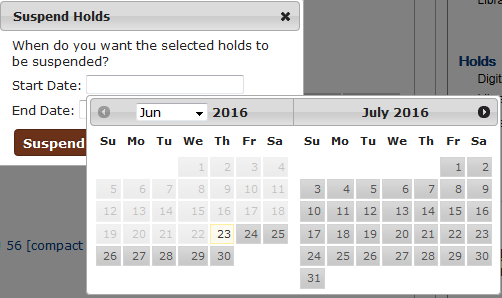 Suspend Holds
When do you want the selected holds to
be suspended?
Start Date:
End Date:
Suspend
Holds
Digit
56 [compact
Jun 2016
July 2016
Su Mo Tu We Th Fr Sa
1 2 3 4
5 6 7 8 9 10 11
12 13 14 15 16 17 18
19 20 21 22 23 24 25
26 27 28 29 30
Su Mo Tu We Th Fr Sa
1 2
3 4 5 6 7 8 9
10 11 12 13 14 15 16
17 18 19 20 21 22 23
24 25 26 27 28 29 30
31